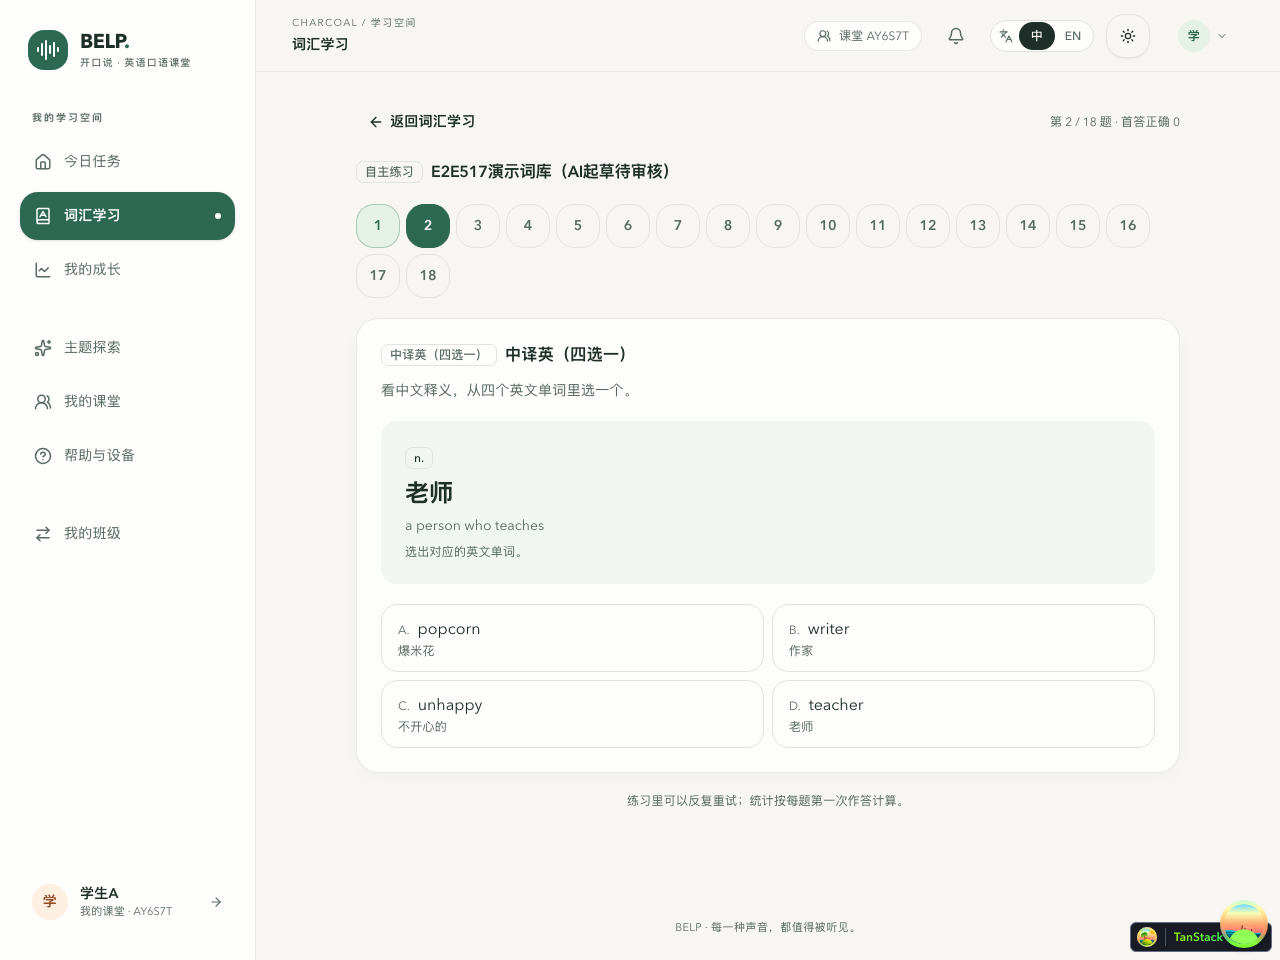 BELP.
开口说 · 英语口语课堂
我的学习空间
今日任务
词汇学习
我的成长
主题探索
我的课堂
帮助与设备
我的班级
学
学生A
我的课堂 · AY6S7T
CHARCOAL / 学习空间
词汇学习
课堂 AY6S7T
中
EN
学
返回词汇学习
第 2 / 18 题 · 首答正确 0
自主练习
E2E517演示词库（AI起草待审核）
1 2 3 4 5 6 7 8 9 10 11 12 13 14 15 16
17 18
中译英（四选一） 中译英（四选一）
看中文释义，从四个英文单词里选一个。
n.
老师
a person who teaches
选出对应的英文单词。
A. popcorn
爆米花
B. writer
作家
C. unhappy
不开心的
D. teacher
老师
练习里可以反复重试；统计按每题第一次作答计算。
BELP · 每一种声音，都值得被听见。
TanStack